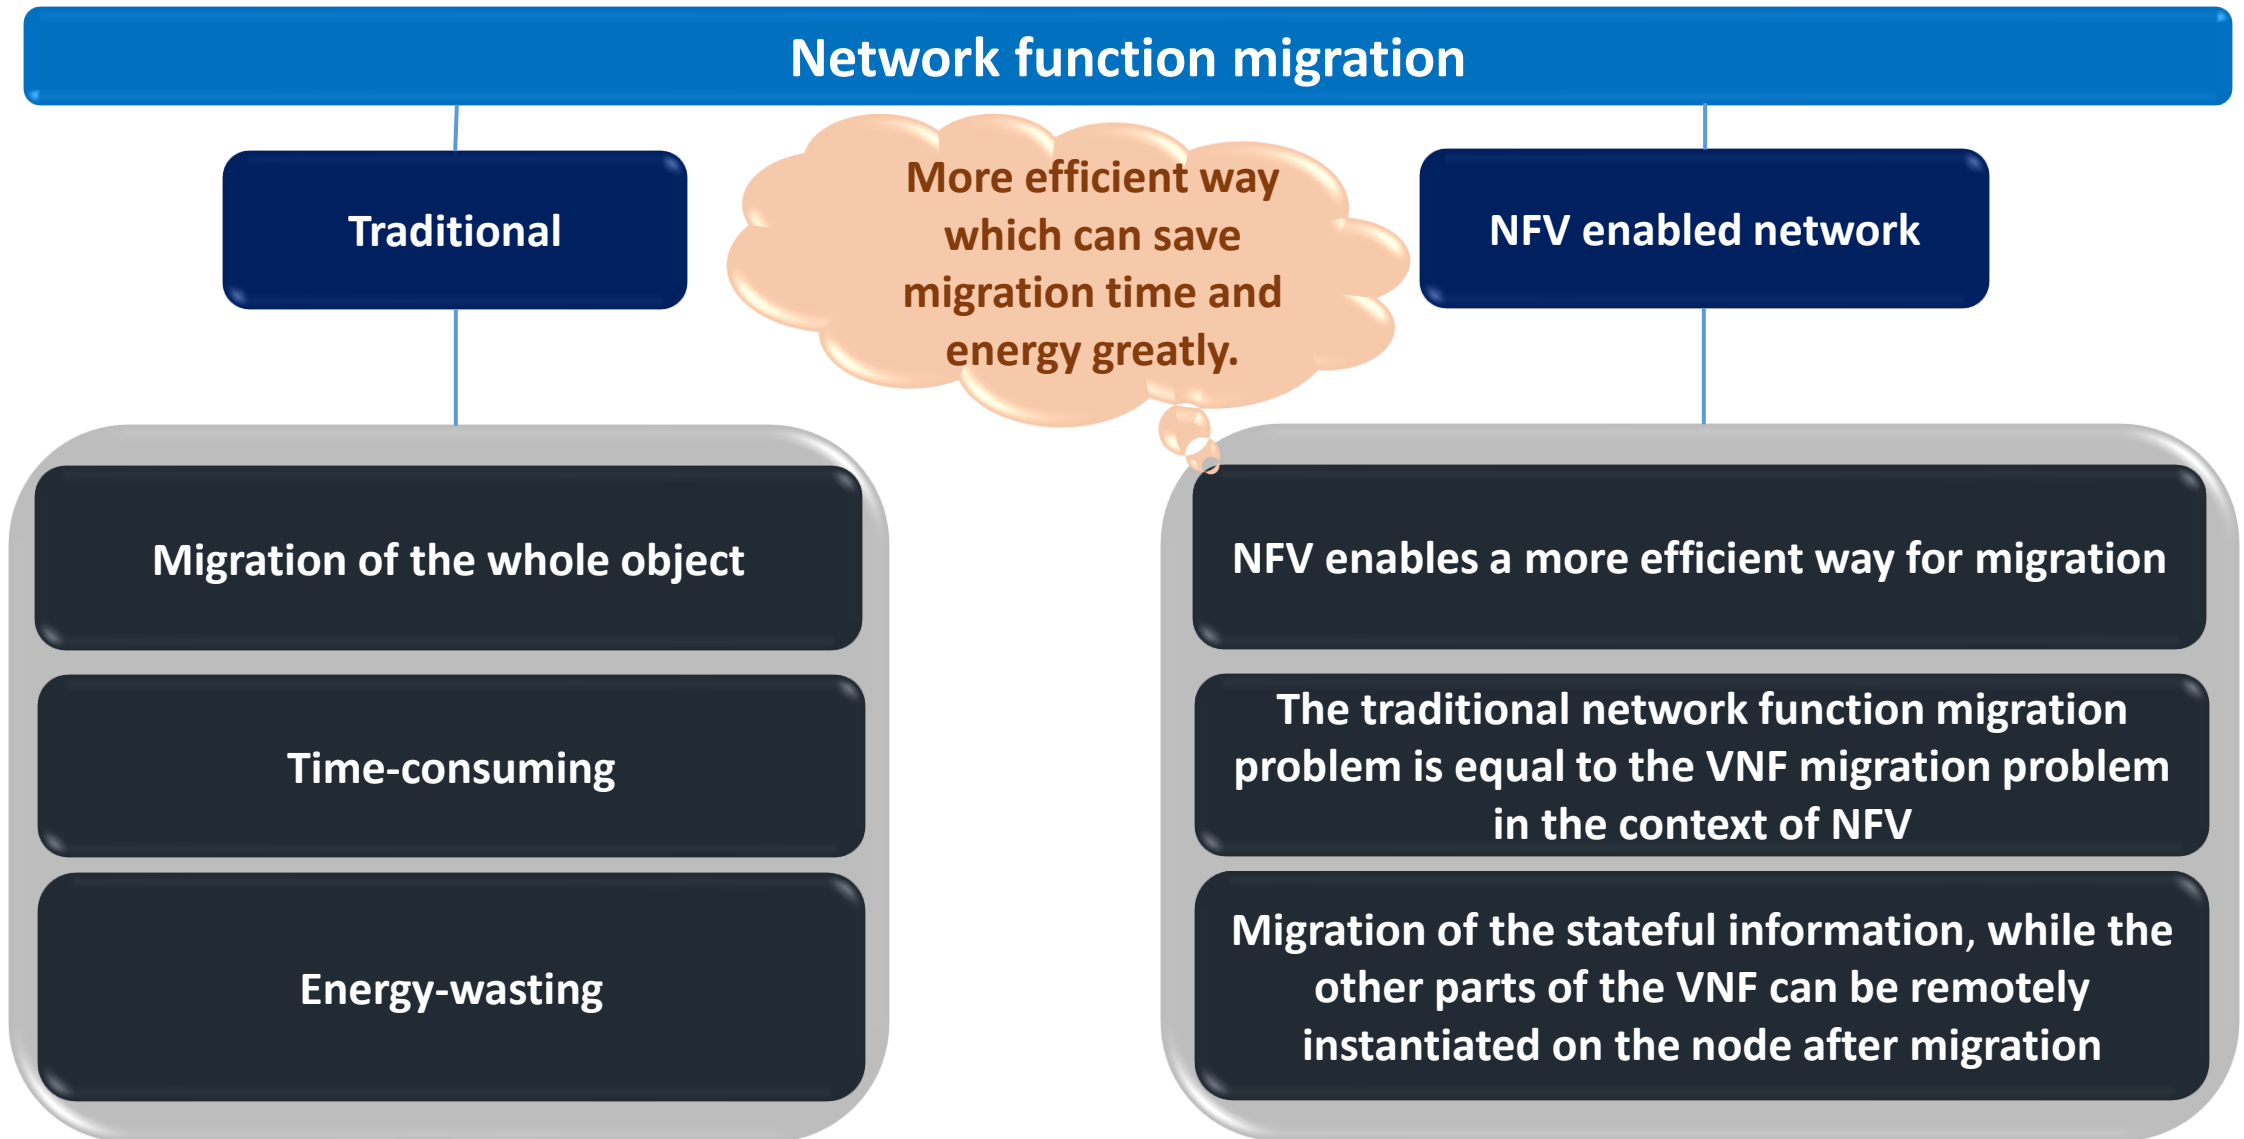 Network function migration
Traditional
More efficient way
which can save
migration time and
energy greatly.
NFV enabled network
Migration of the whole object
Time-consuming
Energy-wasting
NFV enables a more efficient way for migration
The traditional network function migration
problem is equal to the VNF migration problem
in the context of NFV
Migration of the stateful information, while the
other parts of the VNF can be remotely
instantiated on the node after migration